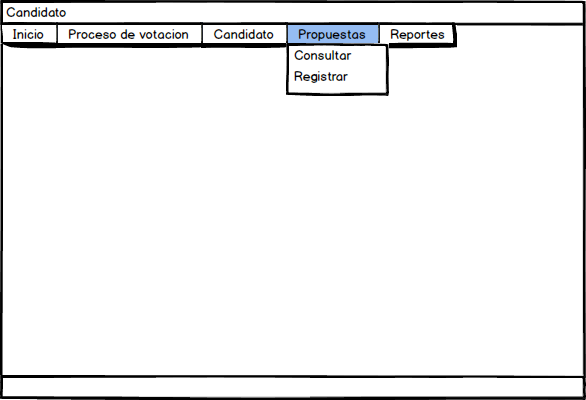 Candidato
Inicio Proceso de votacion Candidato Propuestas Reportes
Consultar
Registrar